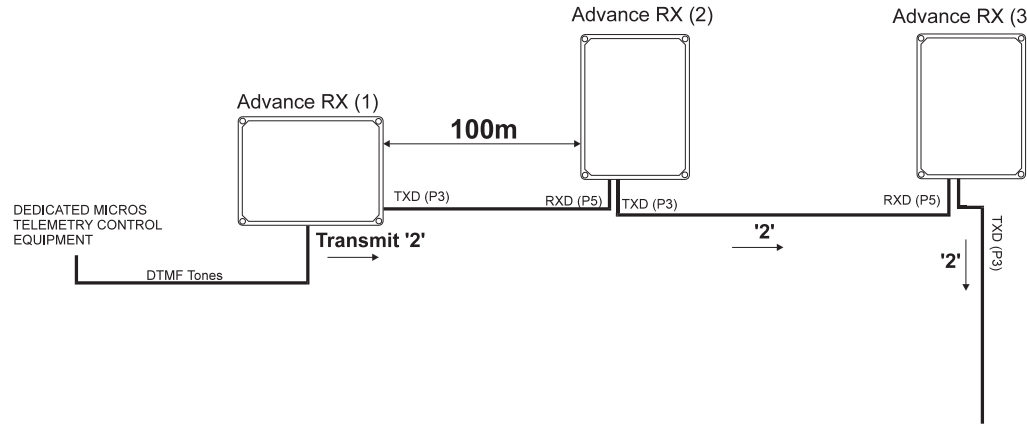 Advance RX (2)
Advance RX (3
Advance RX (1)
100m
TXD (P3)
RXD (P5)
TXD (P3)
RXD (P5)
DEDICATED MICROS
TELEMETRY CONTROL
EQUIPMENT
Transmit '2'
'2'
TXD (P3)
'2'
DTMF Tones